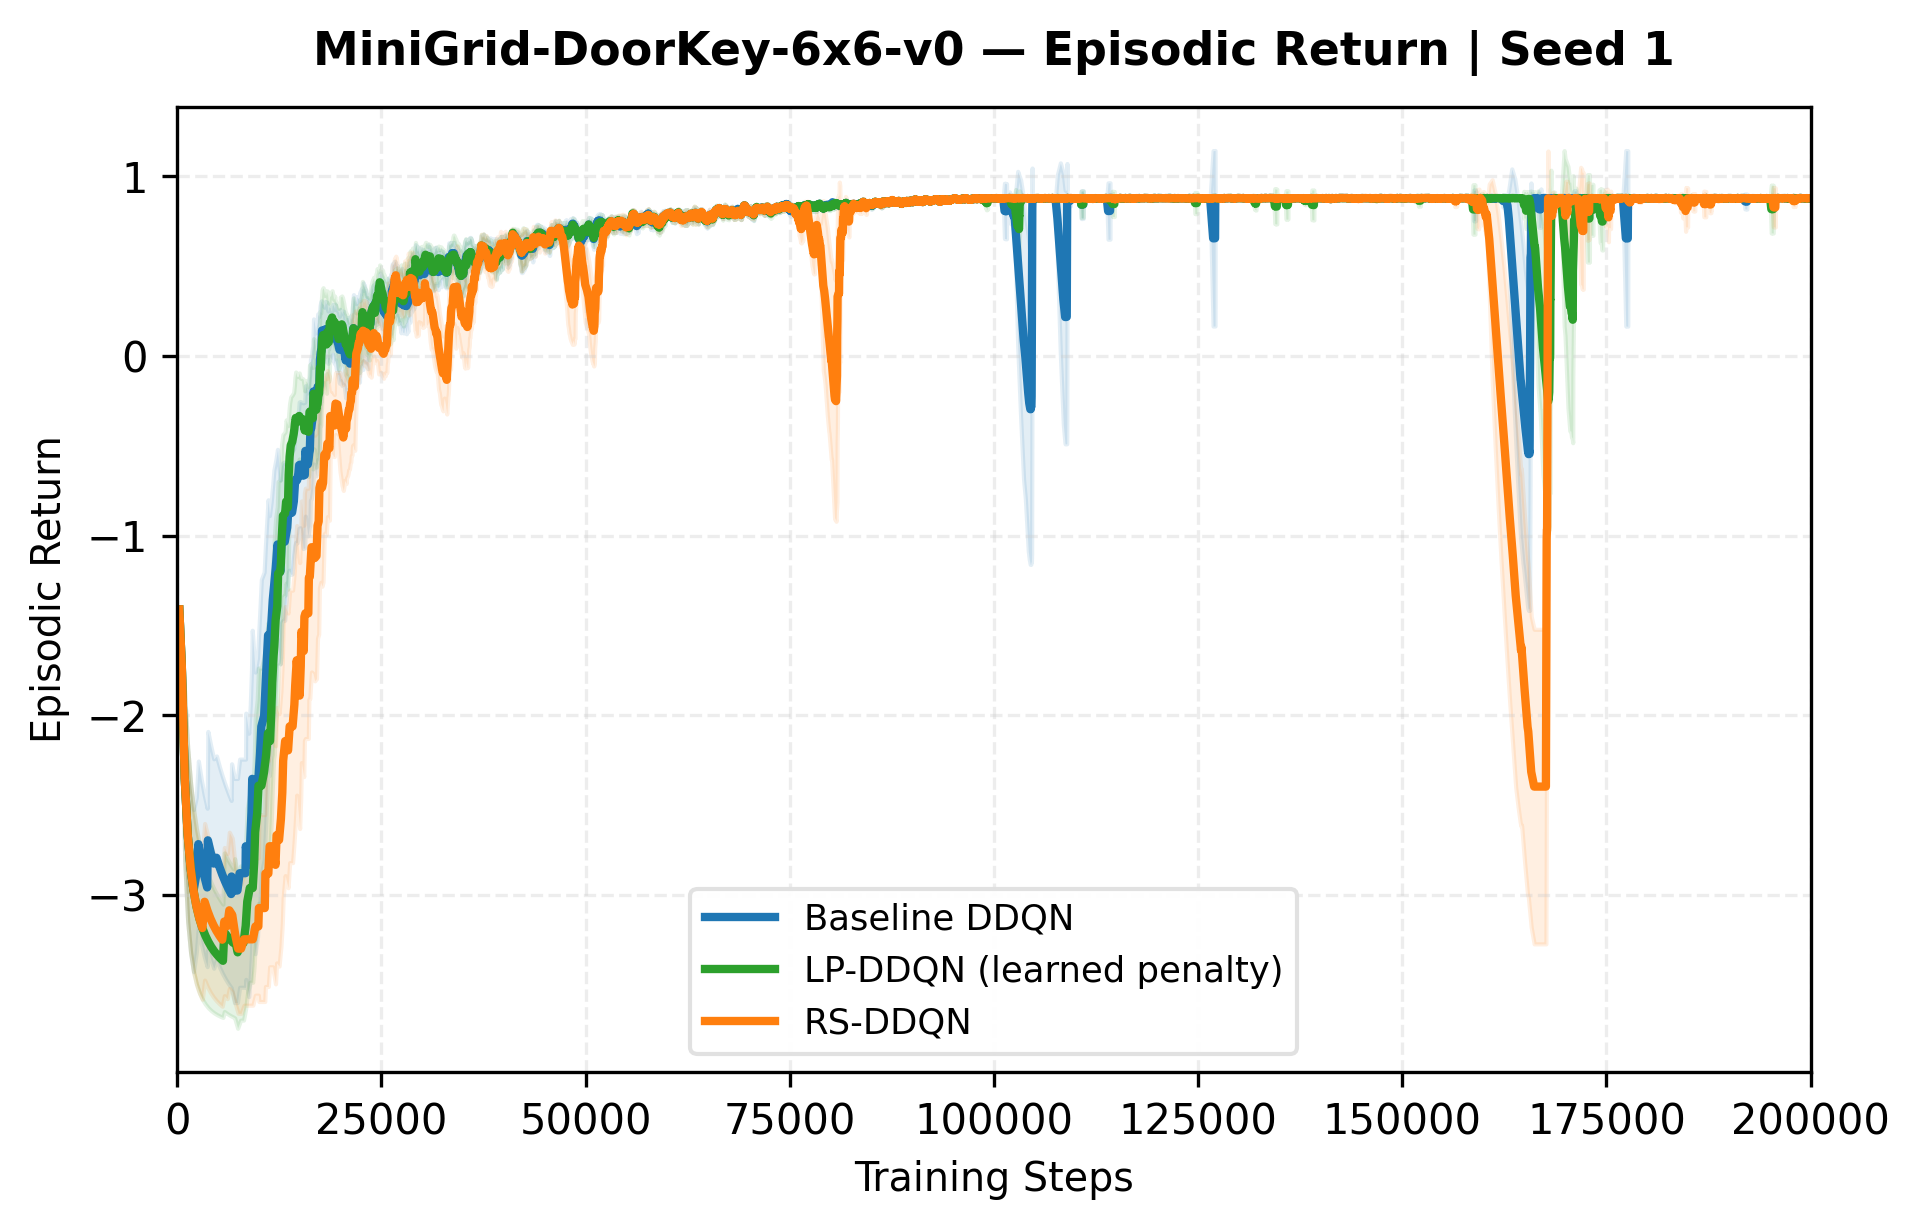 MiniGrid-DoorKey-6x6-v0 — Episodic Return | Seed 1
Episodic Return
1
0
−1
−2
−3
Baseline DDQN
LP-DDQN (learned penalty)
RS-DDQN
0 25000 50000 75000 100000 125000 150000 175000 200000
Training Steps